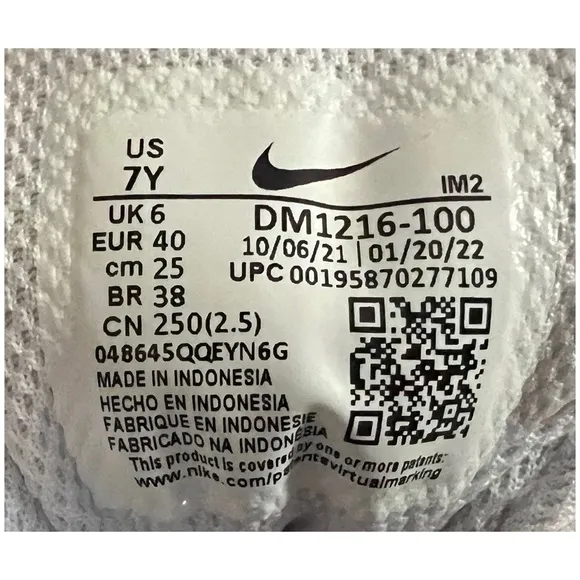 US
7Y
IM2
UK 6
EUR 40
cm 25
BR 38
CN 250(2.5)
DM1216-100
10/06/21 | 01/20/22
UPC 00195870277109
048645QQEYN6G
MADE IN INDONESIA
HECHO EN INDONESIA
FABRIQUE EN INDONESIE
FABRICADO NA INDONESIA
This product is covered by one or more patents:
www.nike.com/patentsvirtualmarking